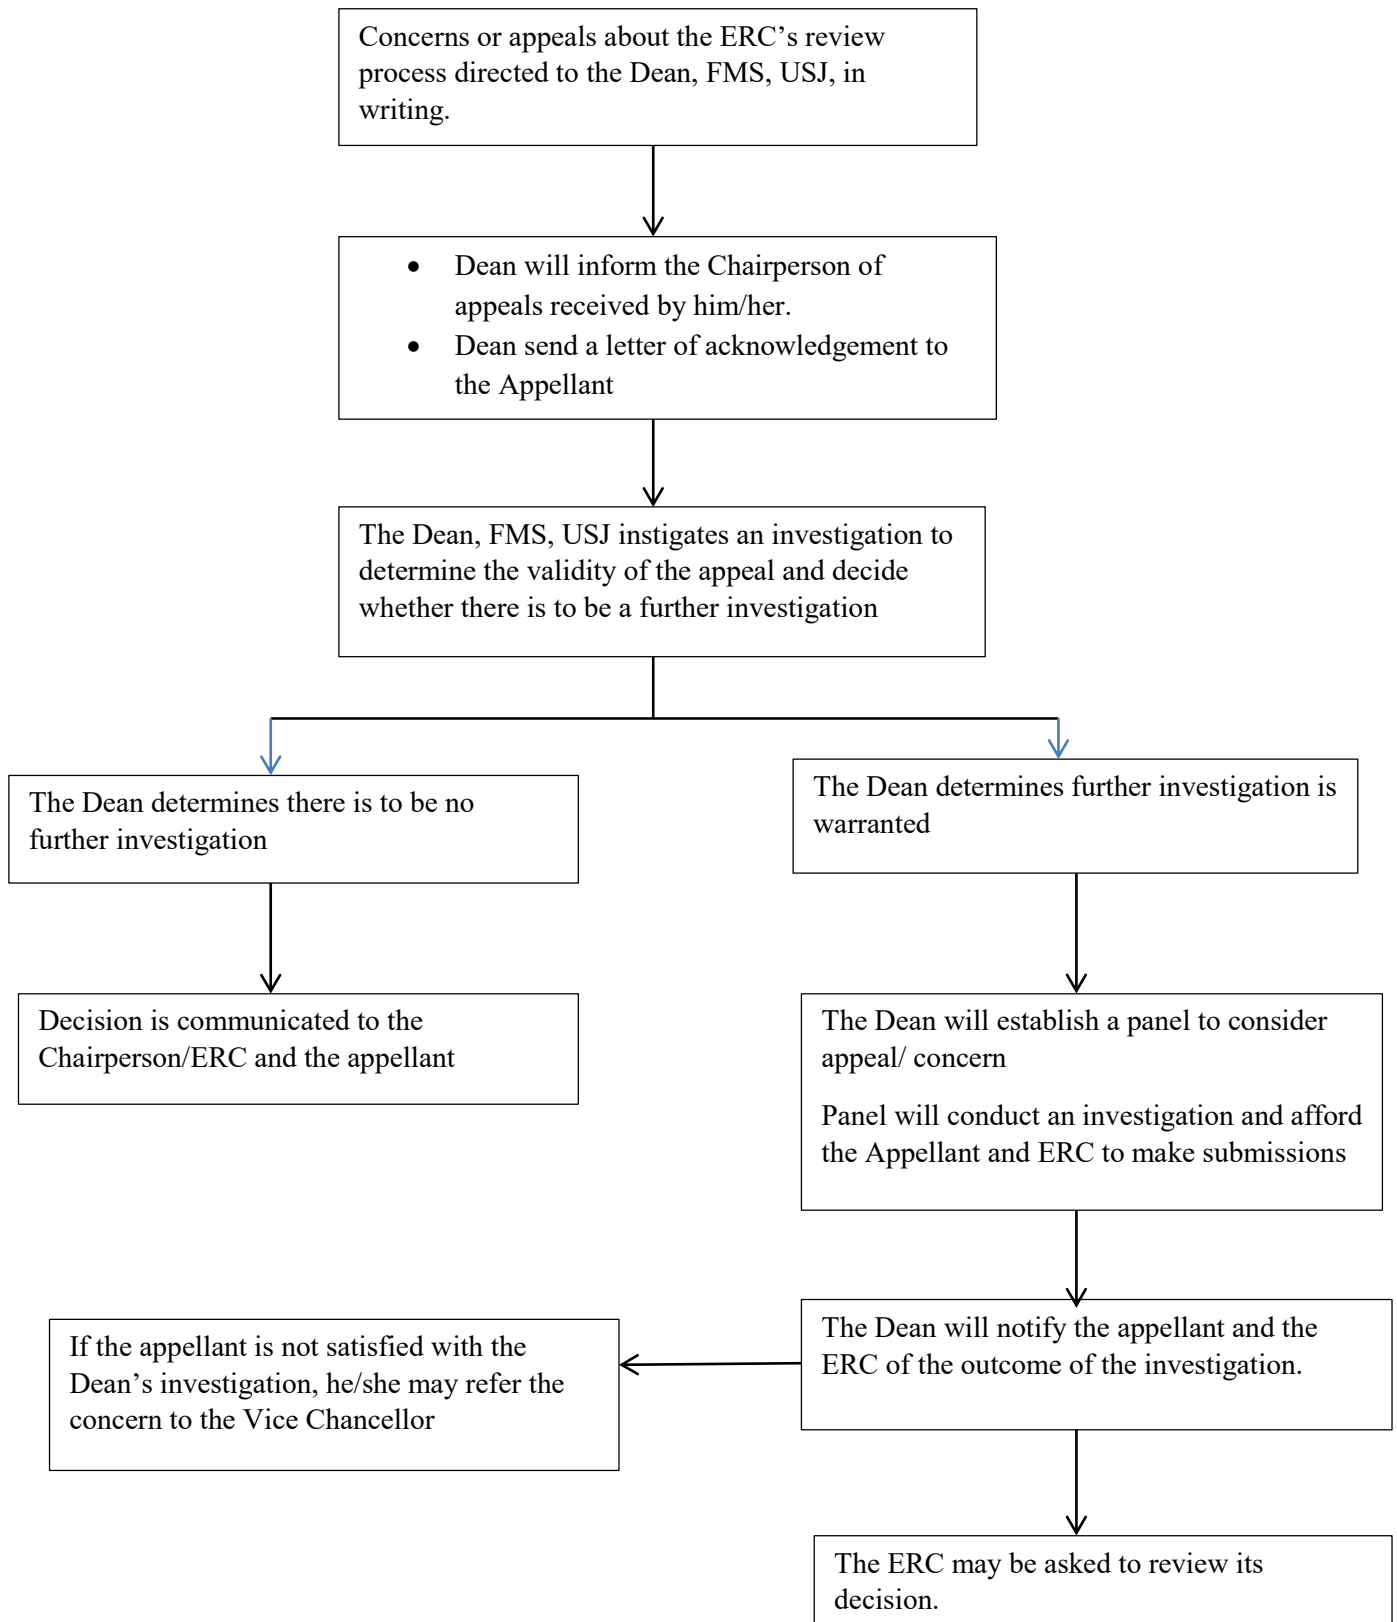 Concerns or appeals about the ERC’s review
process directed to the Dean, FMS, USJ, in
writing.
• Dean will inform the Chairperson of
appeals received by him/her.
• Dean send a letter of acknowledgement to
the Appellant
The Dean, FMS, USJ instigates an investigation to
determine the validity of the appeal and decide
whether there is to be a further investigation
The Dean determines there is to be no
further investigation
The Dean determines further investigation is
warranted
Decision is communicated to the
Chairperson/ERC and the appellant
The Dean will establish a panel to consider
appeal/ concern
Panel will conduct an investigation and afford
the Appellant and ERC to make submissions
If the appellant is not satisfied with the
Dean’s investigation, he/she may refer the
concern to the Vice Chancellor
The Dean will notify the appellant and the
ERC of the outcome of the investigation.
The ERC may be asked to review its
decision.